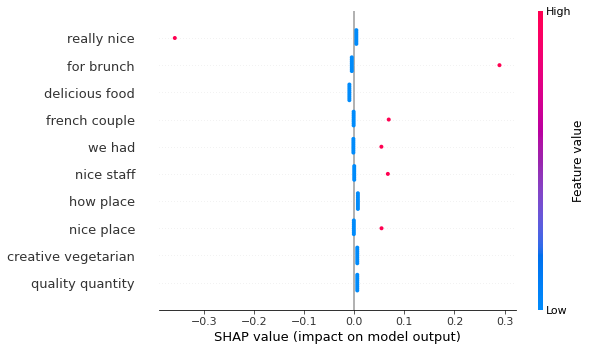 High
really nice
for brunch
delicious food
french couple
we had
nice staff
how place
nice place
creative vegetarian
quality quantity
Feature value
Low
−0.3 −0.2 −0.1 0.0 0.1 0.2 0.3
SHAP value (impact on model output)